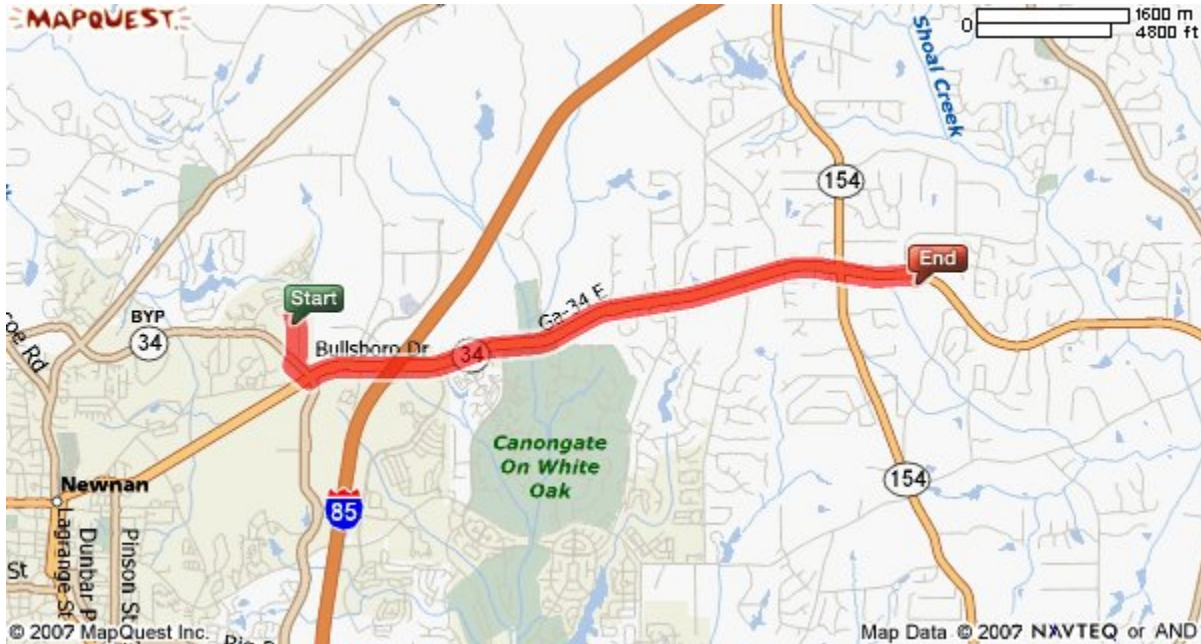 MAPQUEST
0
1600 m
4800 ft
Shoal Creek
154
End
Start
Ga-34 E
BYP
34
Bullsboro Dr
34
oe Rd
Canongate
On White
Oak
154
Newnan
85
Lagrange St
Dunbar P
Pinson St
St
© 2007 MapQuest Inc.
Map Data © 2007 NAVTEQ or AND